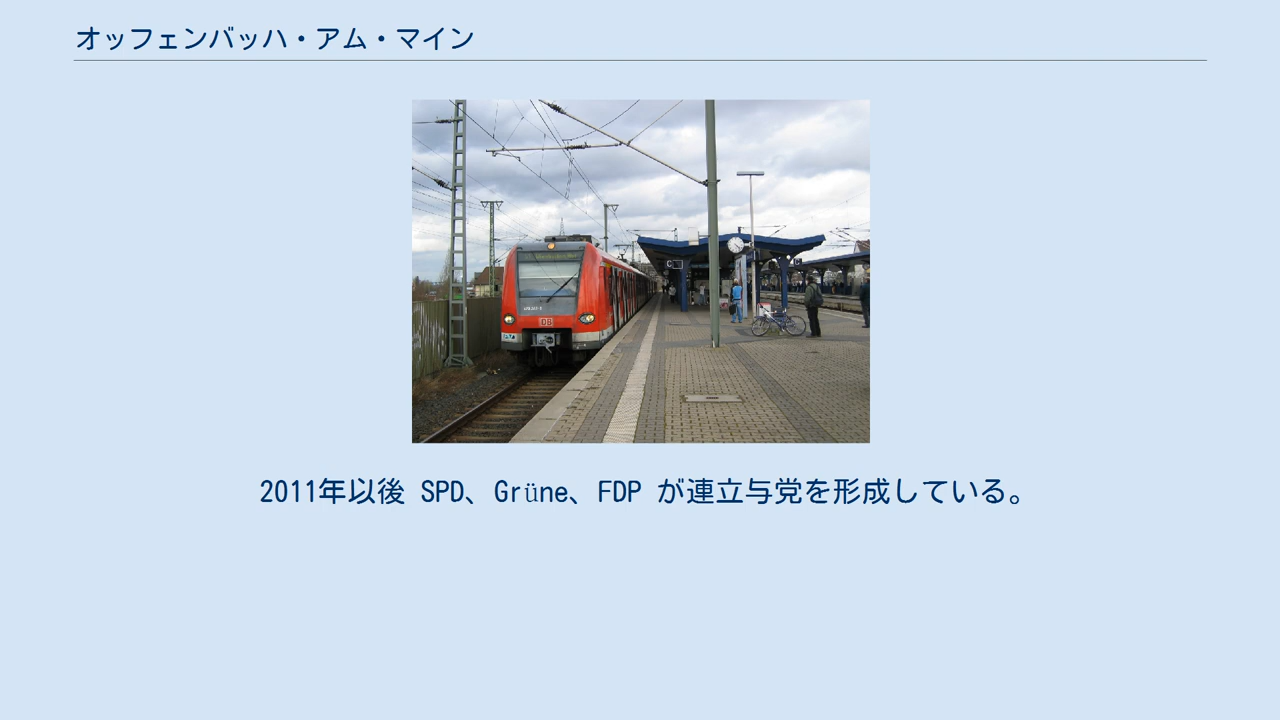 オッフェンバッハ・アム・マイン
DB
2011年以後 SPD、Grüne、FDP が連立与党を形成している。